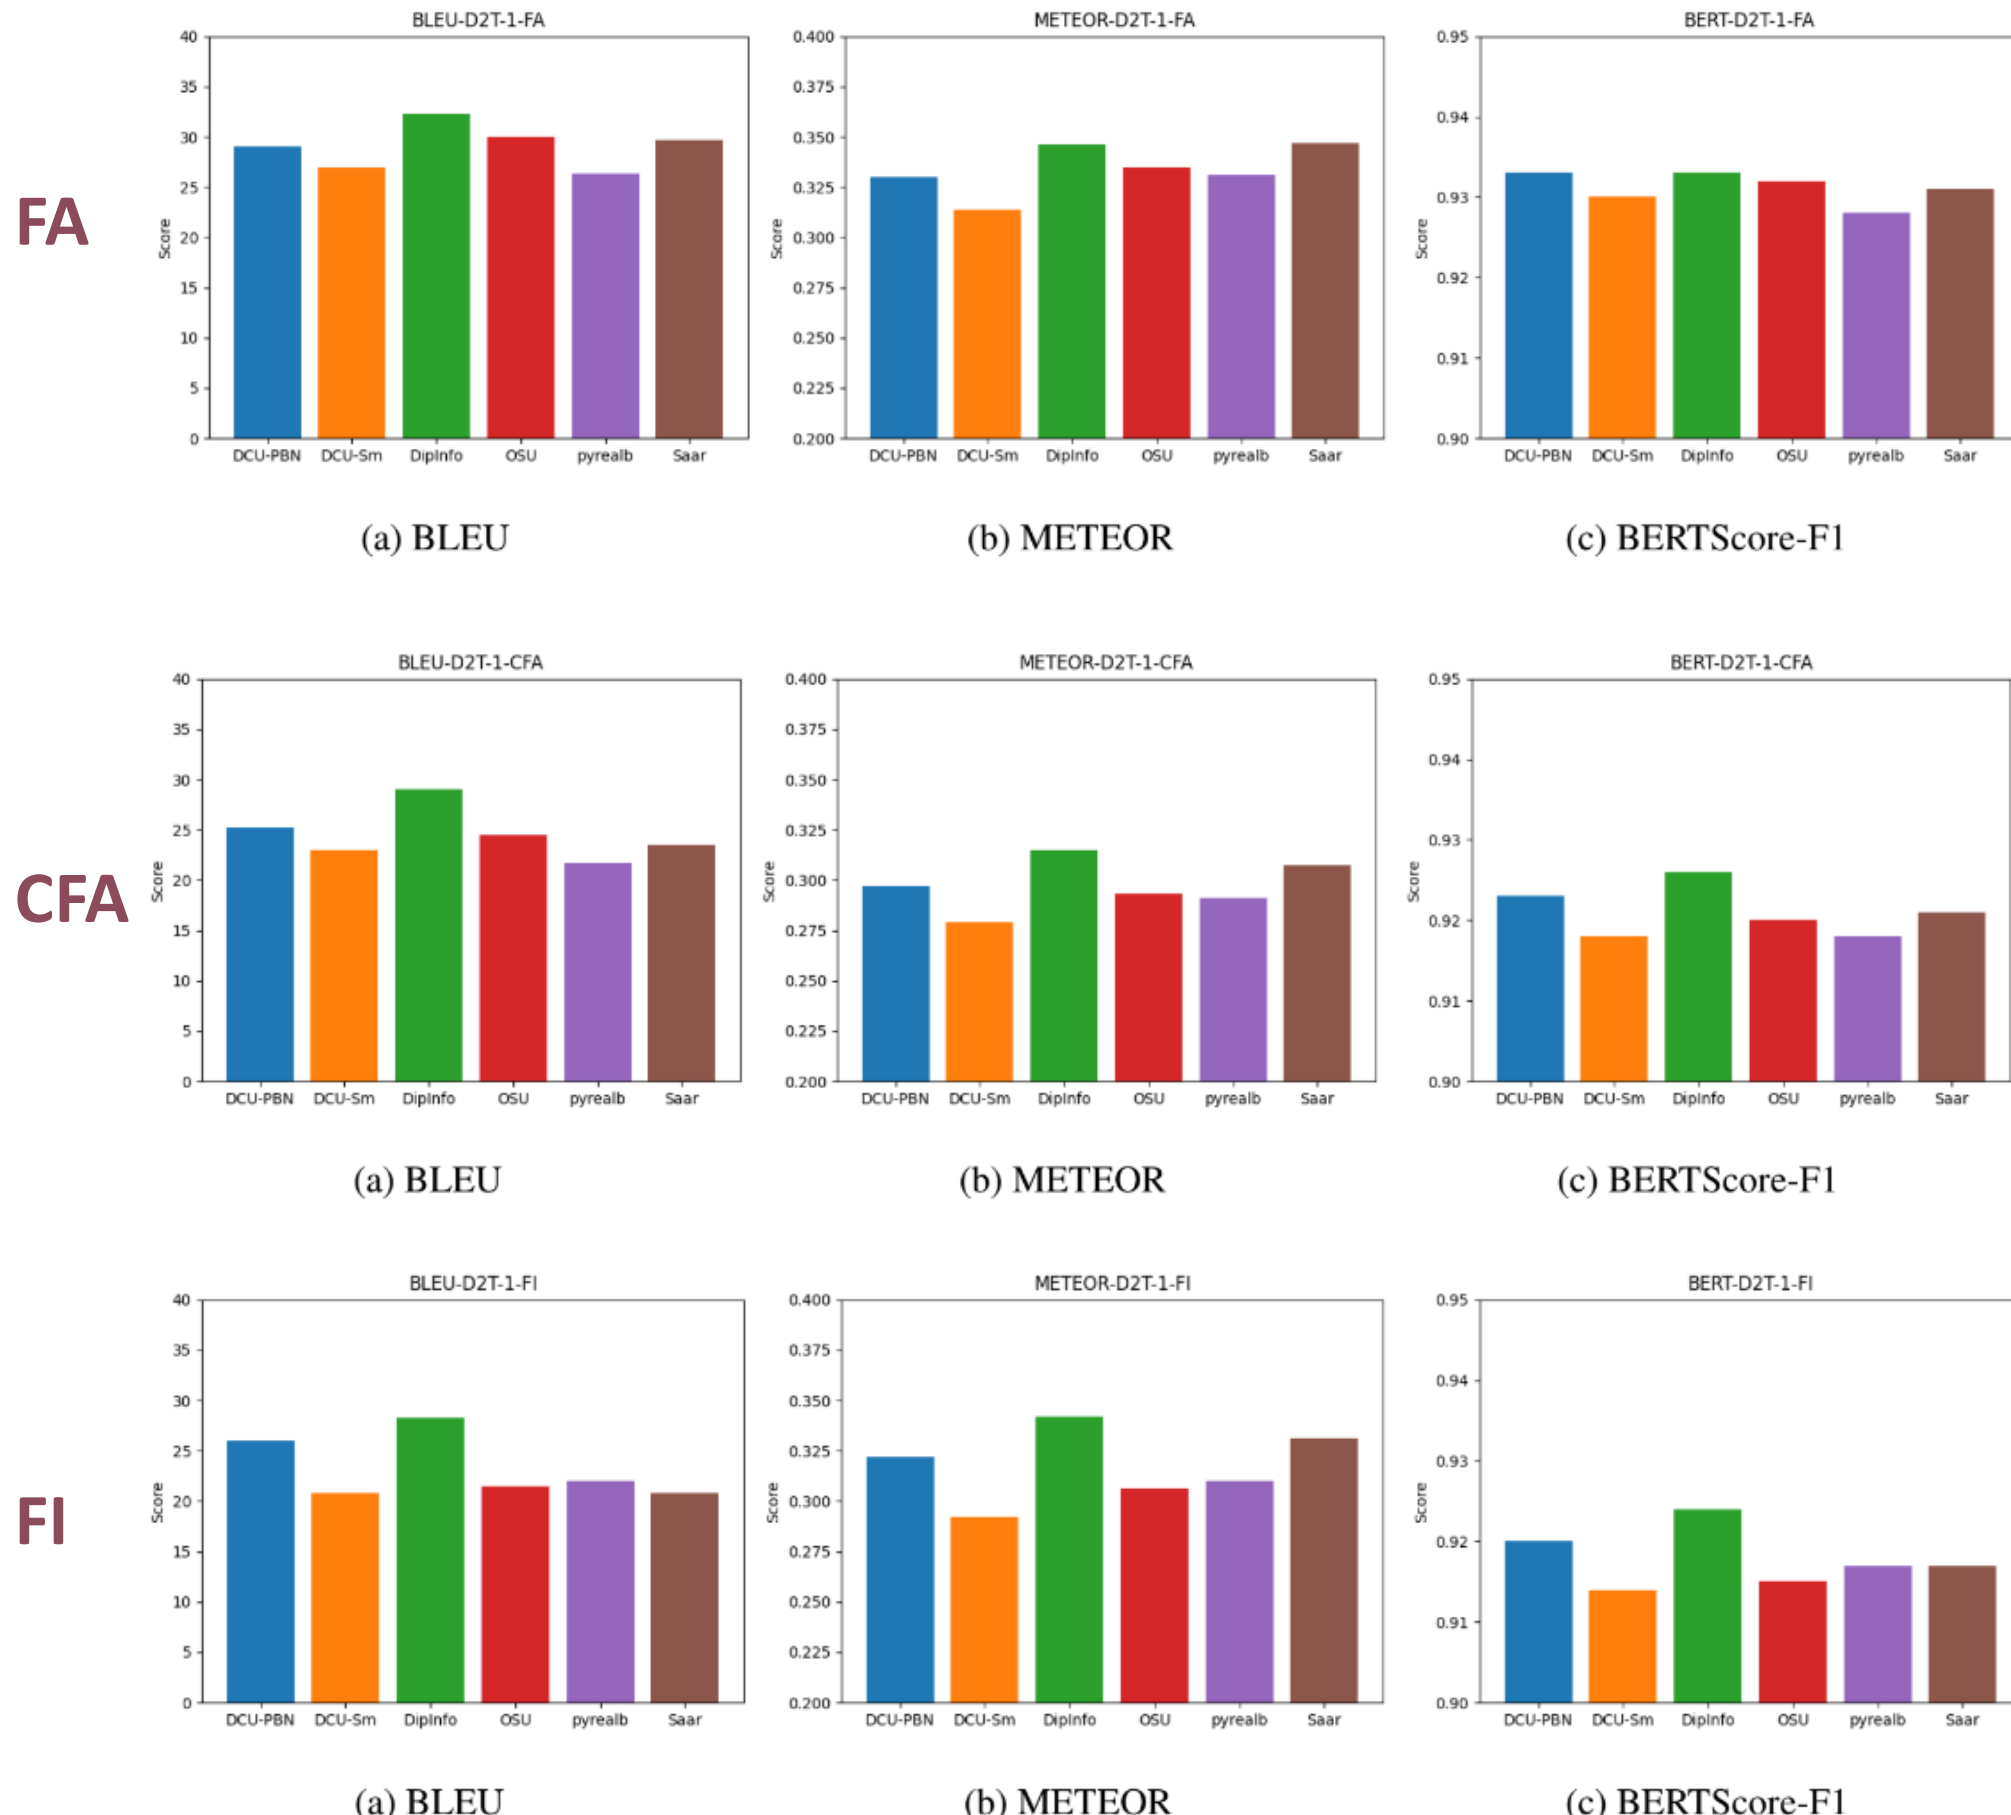 BLEU-D2T-1-FA METEOR-D2T-1-FA BERT-D2T-1-FA
40 0.400 0.95
35 0.375
0.94
30 0.350
25 0.325 0.93
FA
20 0.300
Score Score Score
0.92
15 0.275
10 0.250
0.91
5 0.225
0 0.200 0.90
DCU-PBN DCU-Sm DipInfo OSU pyrealb Saar DCU-PBN DCU-Sm DipInfo OSU pyrealb Saar DCU-PBN DCU-Sm DipInfo OSU pyrealb Saar
(a) BLEU (b) METEOR (c) BERTScore-F1
BLEU-D2T-1-CFA METEOR-D2T-1-CFA BERT-D2T-1-CFA
40 0.400 0.95
35 0.375
0.94
30 0.350
25 0.325 0.93
CFA
20 0.300
Score Score Score
0.92
15 0.275
10 0.250
0.91
5 0.225
0 0.200 0.90
DCU-PBN DCU-Sm DipInfo OSU pyrealb Saar DCU-PBN DCU-Sm DipInfo OSU pyrealb Saar DCU-PBN DCU-Sm DipInfo OSU pyrealb Saar
(a) BLEU (b) METEOR (c) BERTScore-F1
BLEU-D2T-1-FI METEOR-D2T-1-FI BERT-D2T-1-FI
40 0.400 0.95
35 0.375
0.94
30 0.350
25 0.325 0.93
FI
20 0.300
Score Score Score
0.92
15 0.275
10 0.250
0.91
5 0.225
0 0.200 0.90
DCU-PBN DCU-Sm DipInfo OSU pyrealb Saar DCU-PBN DCU-Sm DipInfo OSU pyrealb Saar DCU-PBN DCU-Sm DipInfo OSU pyrealb Saar
(a) BLEU (b) METEOR (c) BERTScore-F1